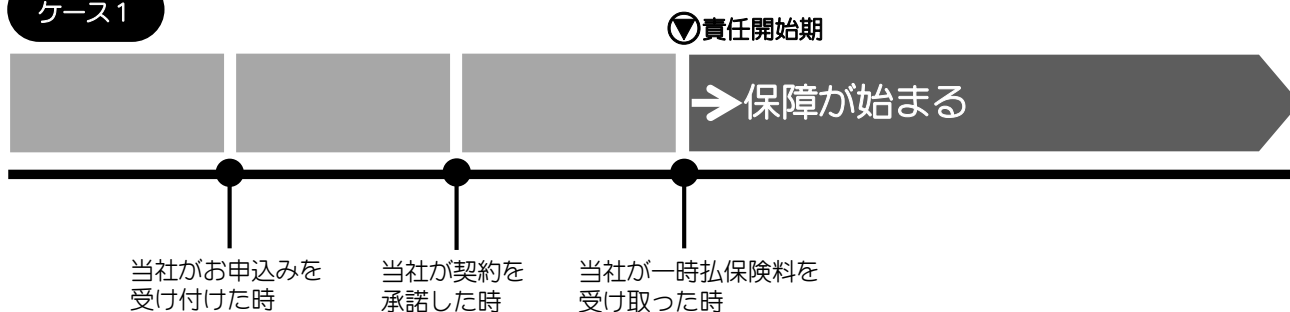 ケース1
責任開始期
保障が始まる
当社がお申込みを
受け付けた時
当社が契約を
承諾した時
当社が一時払保険料を
受け取った時